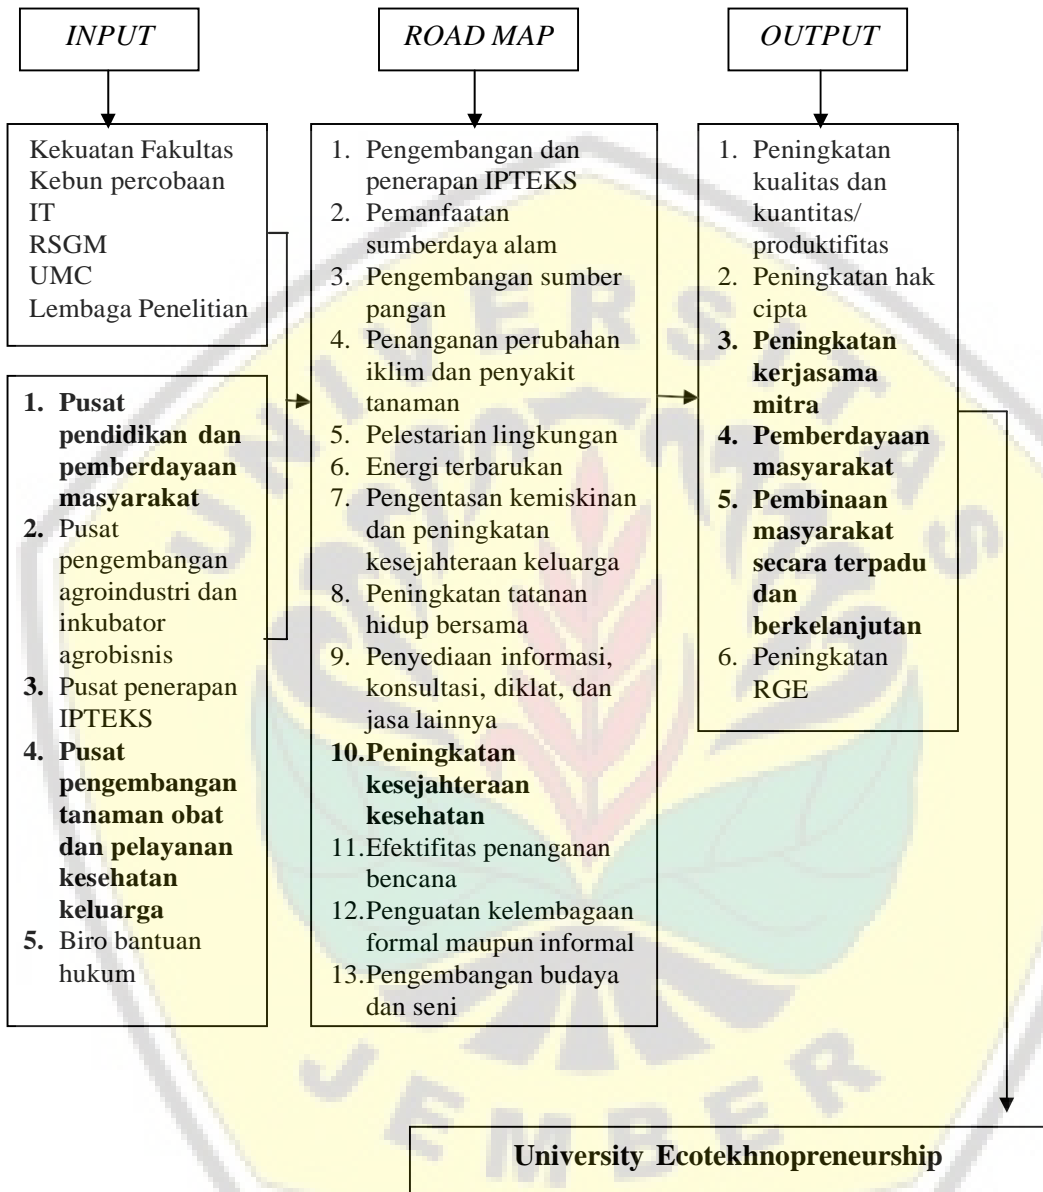 INPUT
Kekuatan Fakultas
Kebun percobaan
IT
RSGM
UMC
Lembaga Penelitian
1. Pusat
pendidikan dan
pemberdayaan
masyarakat
2. Pusat
pengembangan
agroindustri dan
inkubator
agrobisnis
3. Pusat penerapan
IPTEKS
4. Pusat
pengembangan
tanaman obat
dan pelayanan
kesehatan
keluarga
5. Biro bantuan
hukum
ROAD MAP
1. Pengembangan dan
penerapan IPTEKS
2. Pemanfaatan
sumberdaya alam
3. Pengembangan sumber
pangan
4. Penanganan perubahan
iklim dan penyakit
tanaman
5. Pelestarian lingkungan
6. Energi terbarukan
7. Pengentasan kemiskinan
dan peningkatan
kesejahteraan keluarga
8. Peningkatan tatanan
hidup bersama
9. Penyediaan informasi,
konsultasi, diklat, dan
jasa lainnya
10.Peningkatan
kesejahteraan
kesehatan
11.Efektifitas penanganan
bencana
12.Penguatan kelembagaan
formal maupun informal
13.Pengembangan budaya
dan seni
OUTPUT
1. Peningkatan
kualitas dan
kuantitas/
produktifitas
2. Peningkatan hak
cipta
3. Peningkatan
kerjasama
mitra
4. Pemberdayaan
masyarakat
5. Pembinaan
masyarakat
secara terpadu
dan
berkelanjutan
6. Peningkatan
RGE
University Ecotekhnopreneurship
UNIVERSITAS
JEMBER